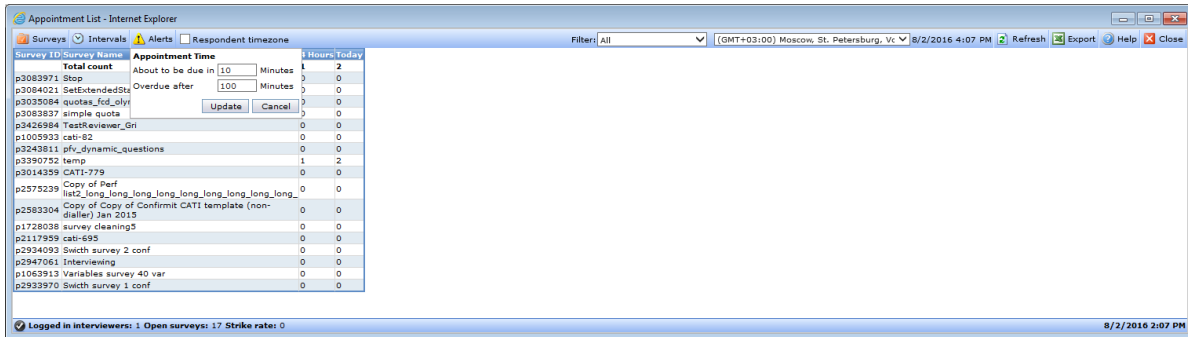 Appointment List - Internet Explorer
Surveys Intervals Alerts Respondent timezone Filter: All (GMT+03:00) Moscow, St. Petersburg, Vc 8/2/2016 4:07 PM Refresh Export Help Close
Survey ID Survey Name Hours Today
Total count 1 2
Appointment Time
About to be due in 10 Minutes
Overdue after 100 Minutes
Update Cancel
p3083971 Stop 0 0
p3084021 SetExtendedSta 0 0
p3035084 quotas_fcd_olyr 0 0
p3083837 simple quota 0 0
p3426984 TestReviewer_Gri 0 0
p1005933 cati-82 0 0
p3243811 pfv_dynamic_questions 0 0
p3390752 temp 1 2
p3014359 CATI-779 0 0
p2575239 Copy of Perf
list2_long_long_long_long_long_long_long_long_long_ 0 0
p2583304 Copy of Copy of Confirmit CATI template (non-
dialler) Jan 2015 0 0
p1728038 survey cleaning5 0 0
p2117959 cati-695 0 0
p2934093 Swicth survey 2 conf 0 0
p2947061 Interviewing 0 0
p1063913 Variables survey 40 var 0 0
p2933970 Swicth survey 1 conf 0 0
Logged in interviewers: 1 Open surveys: 17 Strike rate: 0 8/2/2016 2:07 PM